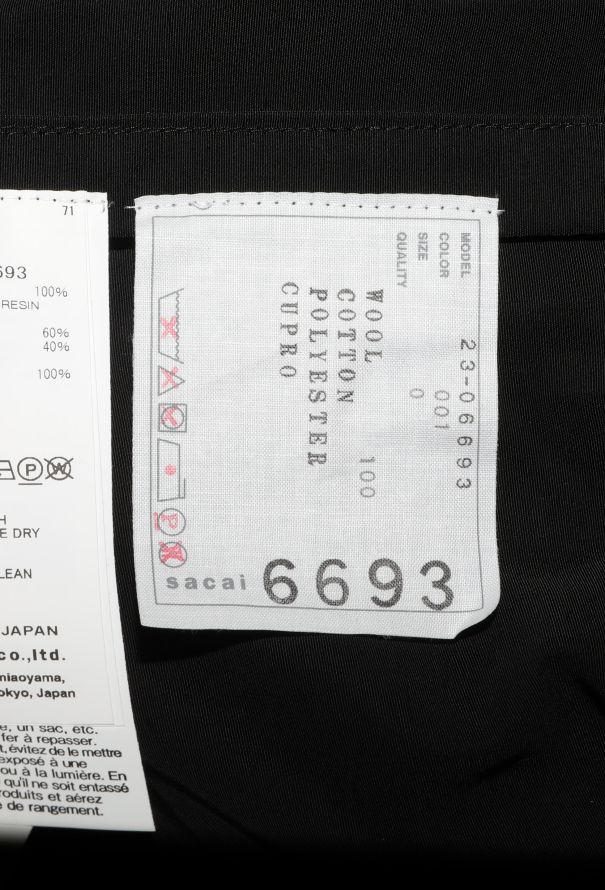 71
693
100%
RESIN
60%
40%
100%
P W
H
E DRY
LEAN
JAPAN
co.,ltd.
miaoyama,
okyo, Japan
e, un sac, etc.
fer à repasser.
t, évitez de le mettre
exposé à une
ou à la lumière. En
qu'il ne soit entassé
roduits et aérez
e de rangement.
MODEL 23-06693
COLOR 001
SIZE 0
QUALITY
WOOL 100
COTTON
POLYESTER
CUPRO
P
sacai 6693